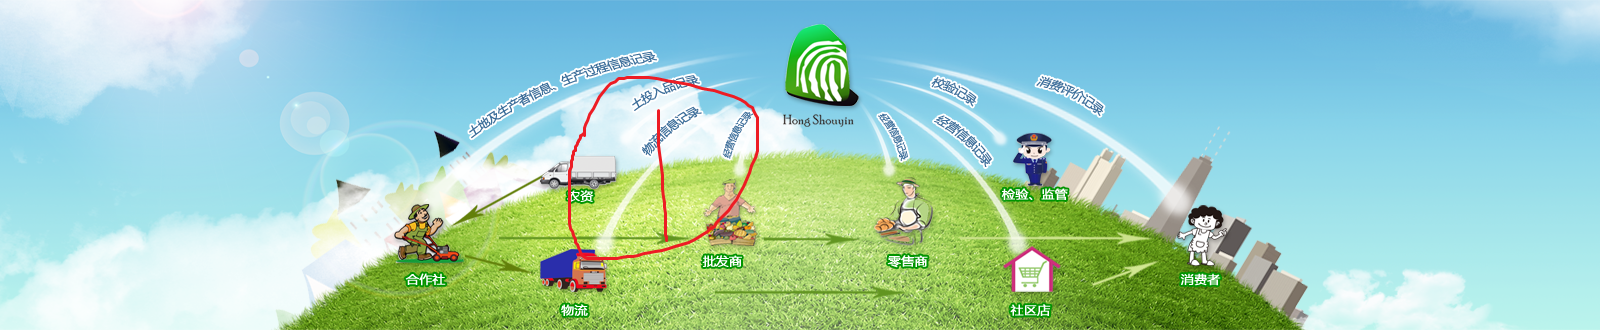 土地及生产者信息、生产过程信息记录
土投入品记录
物流信息记录
经营信息记录
Hong Shouyin
经营信息记录
校验记录
经营信息记录
消费评价记录
农资
检验、监管
合作社
批发商
零售商
消费者
物流
社区店